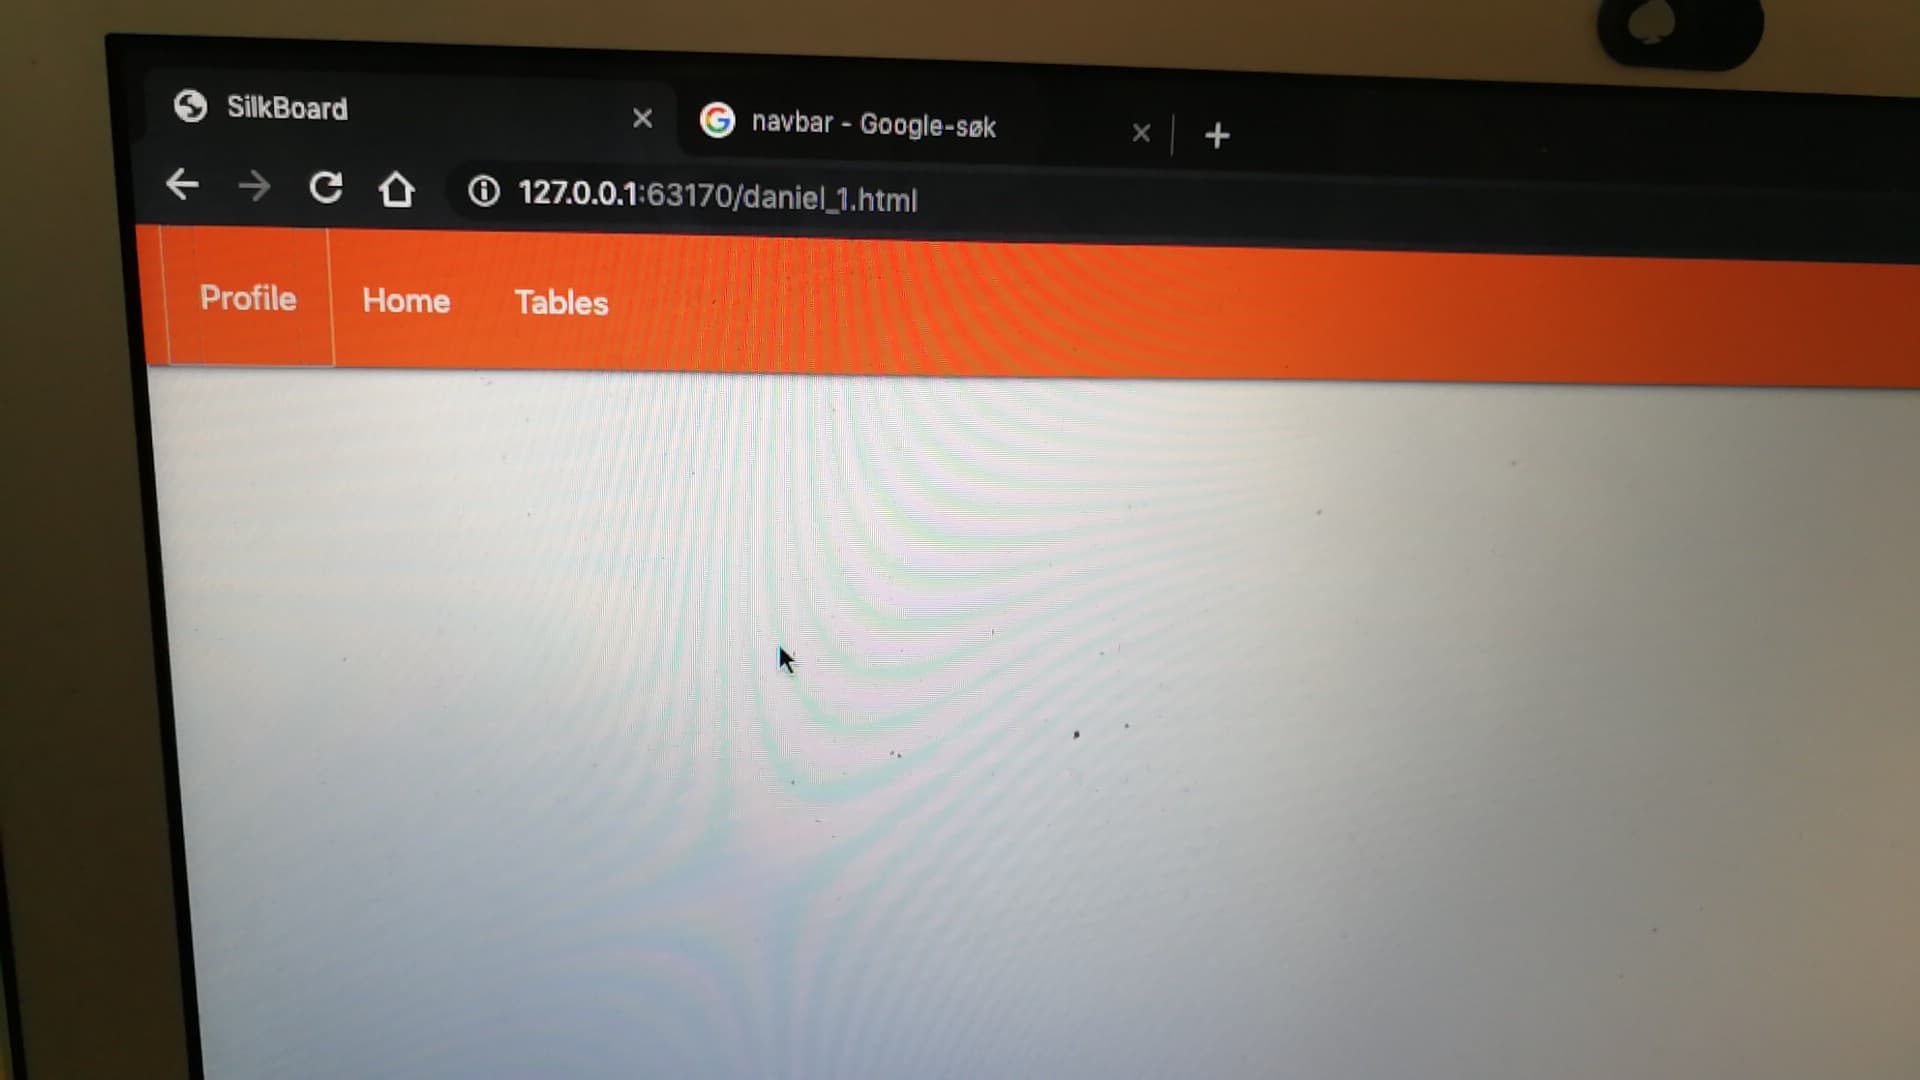 SilkBoard
navbar - Google-søk
127.0.0.1:63170/daniel_1.html
Profile Home Tables